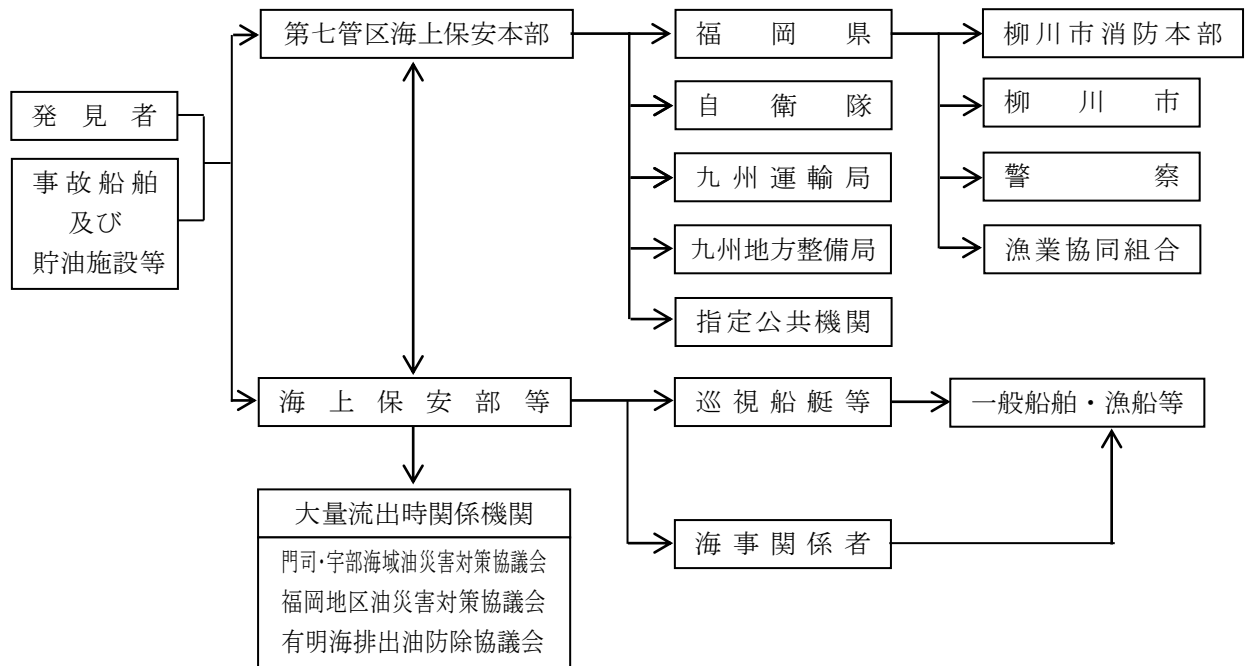 第七管区海上保安本部
福岡県
柳川市消防本部
発見者
自衛隊
柳川市
事故船舶
及び
貯油施設等
九州運輸局
警察
九州地方整備局
漁業協同組合
指定公共機関
海上保安部等
巡視船艇等
一般船舶・漁船等
大量流出時関係機関
門司・宇部海域油災害対策協議会
福岡地区油災害対策協議会
有明海排出油防除協議会
海事関係者